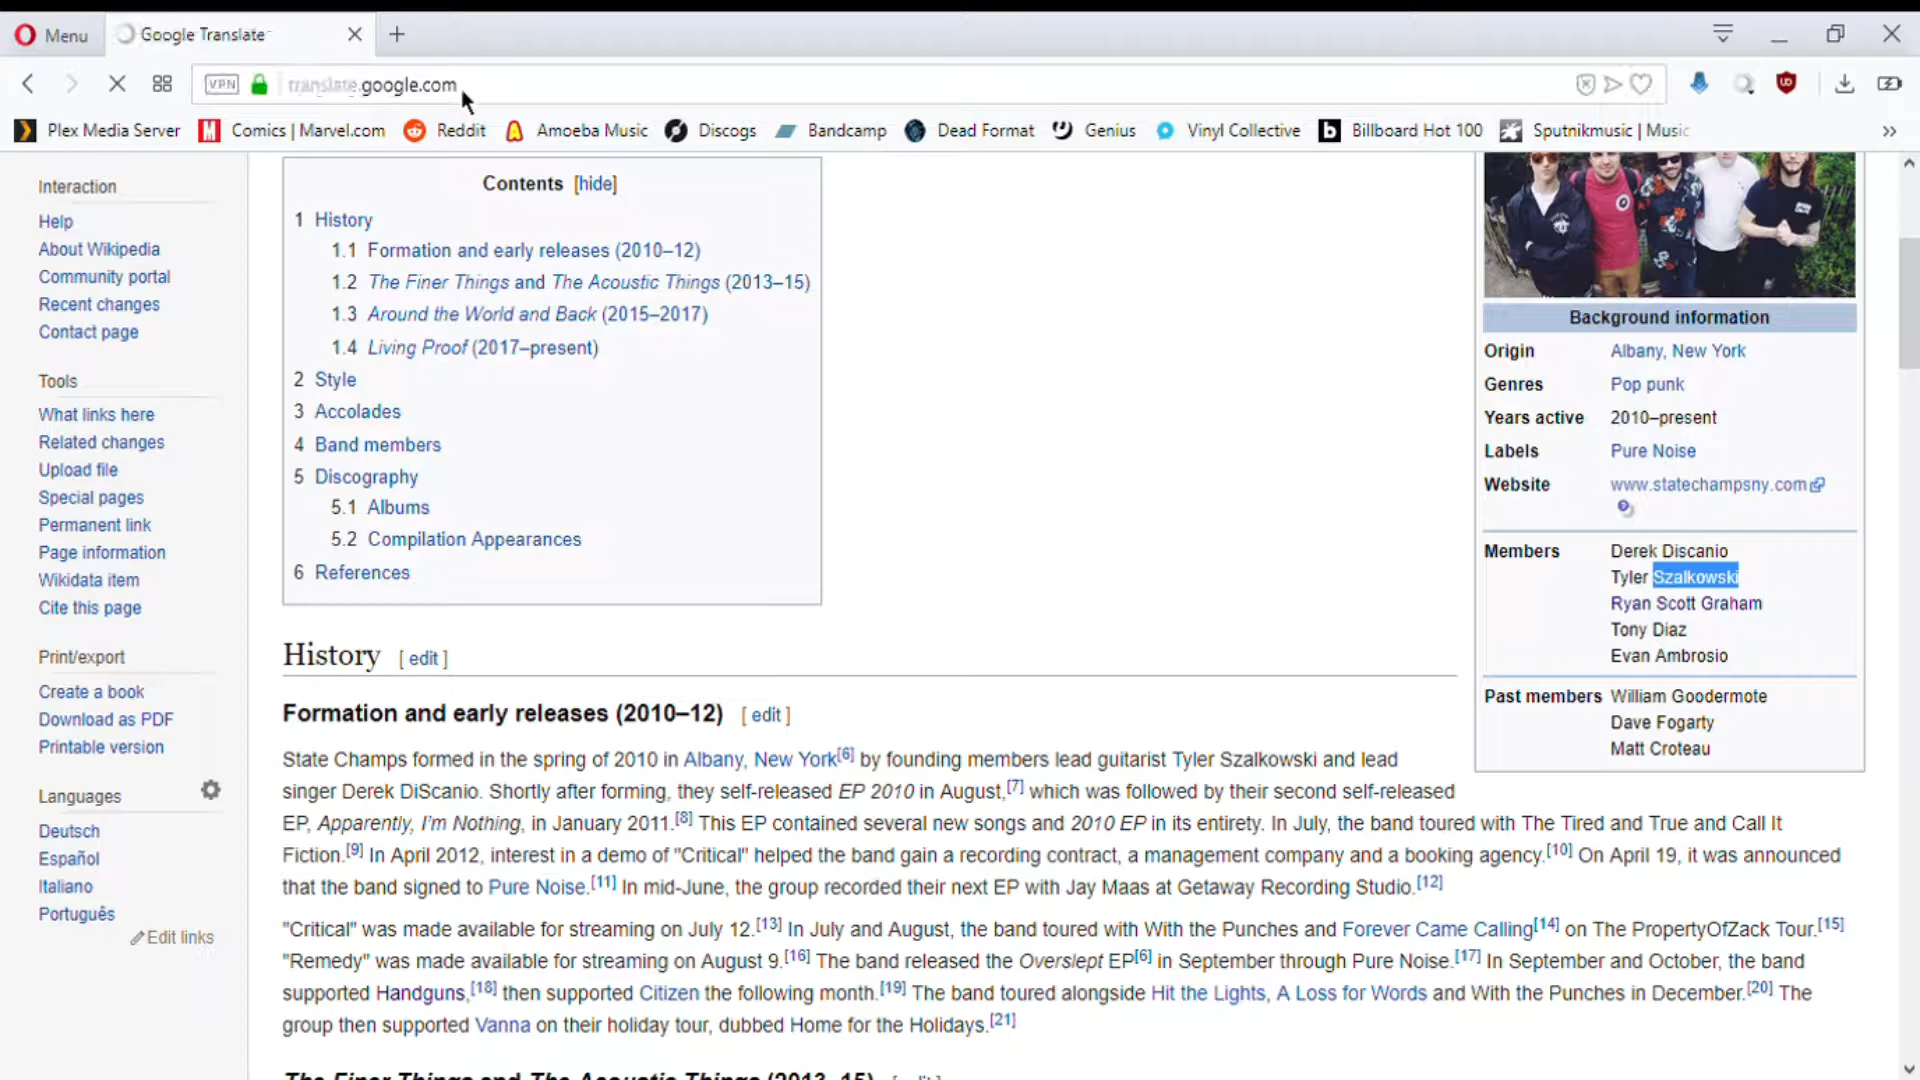 Menu
Google Translate
VPN
translate.google.com
Plex Media Server
Comics | Marvel.com
Reddit
Amoeba Music
Discogs
Bandcamp
Dead Format
Genius
Vinyl Collective
Billboard Hot 100
Sputnikmusic | Music
Interaction
Help
About Wikipedia
Community portal
Recent changes
Contact page
Tools
What links here
Related changes
Upload file
Special pages
Permanent link
Page information
Wikidata item
Cite this page
Print/export
Create a book
Download as PDF
Printable version
Languages
Deutsch
Español
Italiano
Português
Edit links
Contents [hide]
1 History
1.1 Formation and early releases (2010–12)
1.2 The Finer Things and The Acoustic Things (2013–15)
1.3 Around the World and Back (2015–2017)
1.4 Living Proof (2017–present)
2 Style
3 Accolades
4 Band members
5 Discography
5.1 Albums
5.2 Compilation Appearances
6 References
History [ edit ]
Formation and early releases (2010–12) [ edit ]
State Champs formed in the spring of 2010 in Albany, New York[6] by founding members lead guitarist Tyler Szalkowski and lead
singer Derek DiScanio. Shortly after forming, they self-released EP 2010 in August,[7] which was followed by their second self-released
EP, Apparently, I'm Nothing, in January 2011.[8] This EP contained several new songs and 2010 EP in its entirety. In July, the band toured with The Tired and True and Call It
Fiction.[9] In April 2012, interest in a demo of "Critical" helped the band gain a recording contract, a management company and a booking agency.[10] On April 19, it was announced
that the band signed to Pure Noise.[11] In mid-June, the group recorded their next EP with Jay Maas at Getaway Recording Studio.[12]
"Critical" was made available for streaming on July 12.[13] In July and August, the band toured with With the Punches and Forever Came Calling[14] on The PropertyOfZack Tour.[15]
"Remedy" was made available for streaming on August 9.[16] The band released the Overslept EP[6] in September through Pure Noise.[17] In September and October, the band
supported Handguns,[18] then supported Citizen the following month.[19] The band toured alongside Hit the Lights, A Loss for Words and With the Punches in December.[20] The
group then supported Vanna on their holiday tour, dubbed Home for the Holidays.[21]
The Finer Things and The Acoustic Things (2013–15) [ edit ]
Background information
Origin Albany, New York
Genres Pop punk
Years active 2010–present
Labels Pure Noise
Website www.statechampsny.com
Members Derek Discanio
Tyler Szalkowski
Ryan Scott Graham
Tony Diaz
Evan Ambrosio
Past members William Goodermote
Dave Fogarty
Matt Croteau